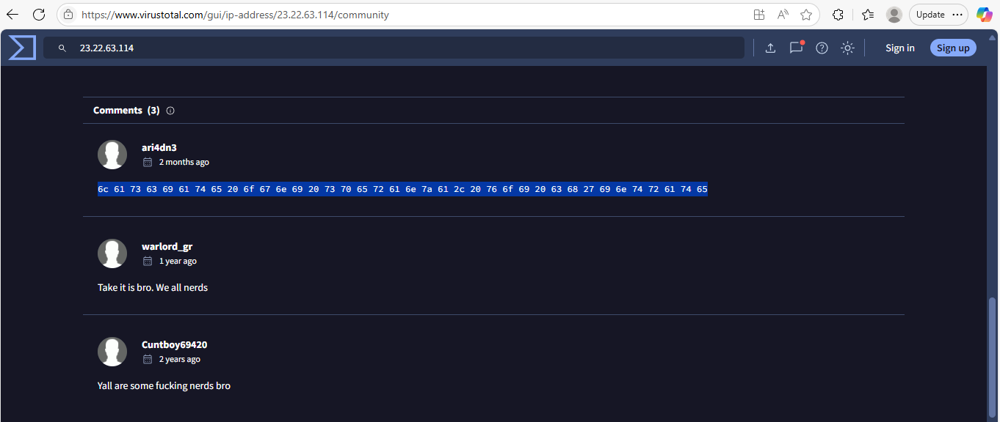 https://www.virustotal.com/gui/ip-address/23.22.63.114/community
Update
23.22.63.114
Sign in
Sign up
Comments (3)
ari4dn3
2 months ago
6c 61 73 63 69 61 74 65 20 6f 67 6e 69 20 73 70 65 72 61 6e 7a 61 2c 20 76 6f 69 20 63 68 27 69 6e 74 72 61 74 65
warlord_gr
1 year ago
Take it is bro. We all nerds
Cuntboy69420
2 years ago
Yall are some fucking nerds bro